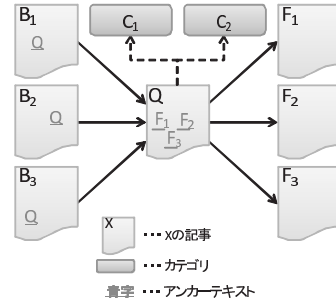 B1
Q
C1
C2
F1
B2
Q
Q
F1 F2
F3
F2
B3
Q
F3
X
・・・Xの記事
・・・カテゴリ
青字 ・・・アンカーテキスト